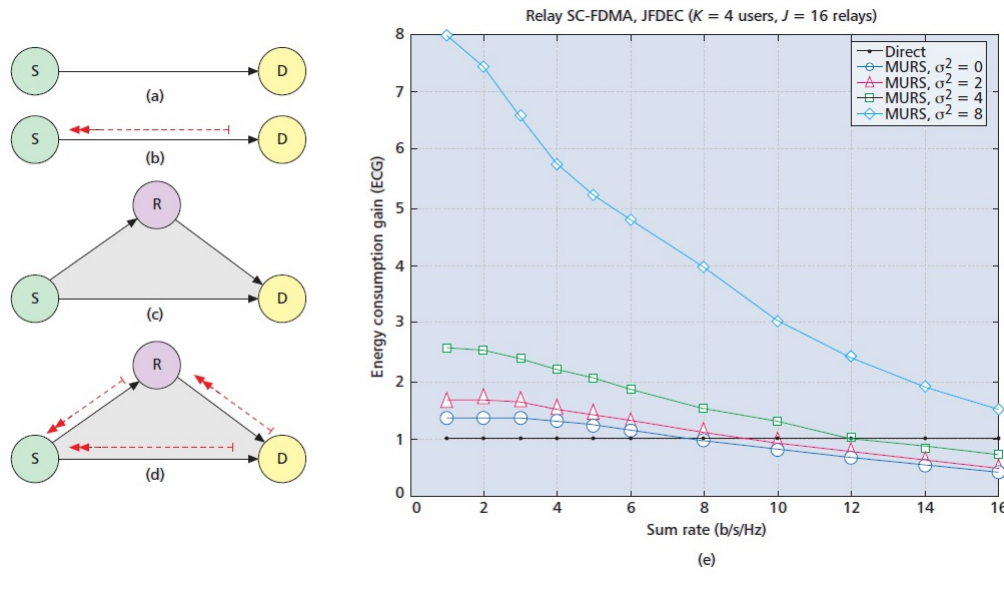 S
D
(a)
S
D
(b)
R
S
D
(c)
R
S
D
(d)
Relay SC-FDMA, JFDEC (K = 4 users, J = 16 relays)
Direct
MURS, σ² = 0
MURS, σ² = 2
MURS, σ² = 4
MURS, σ² = 8
Energy consumption gain (ECG)
8
7
6
5
4
3
2
1
0
0 2 4 6 8 10 12 14 16
Sum rate (b/s/Hz)
(e)